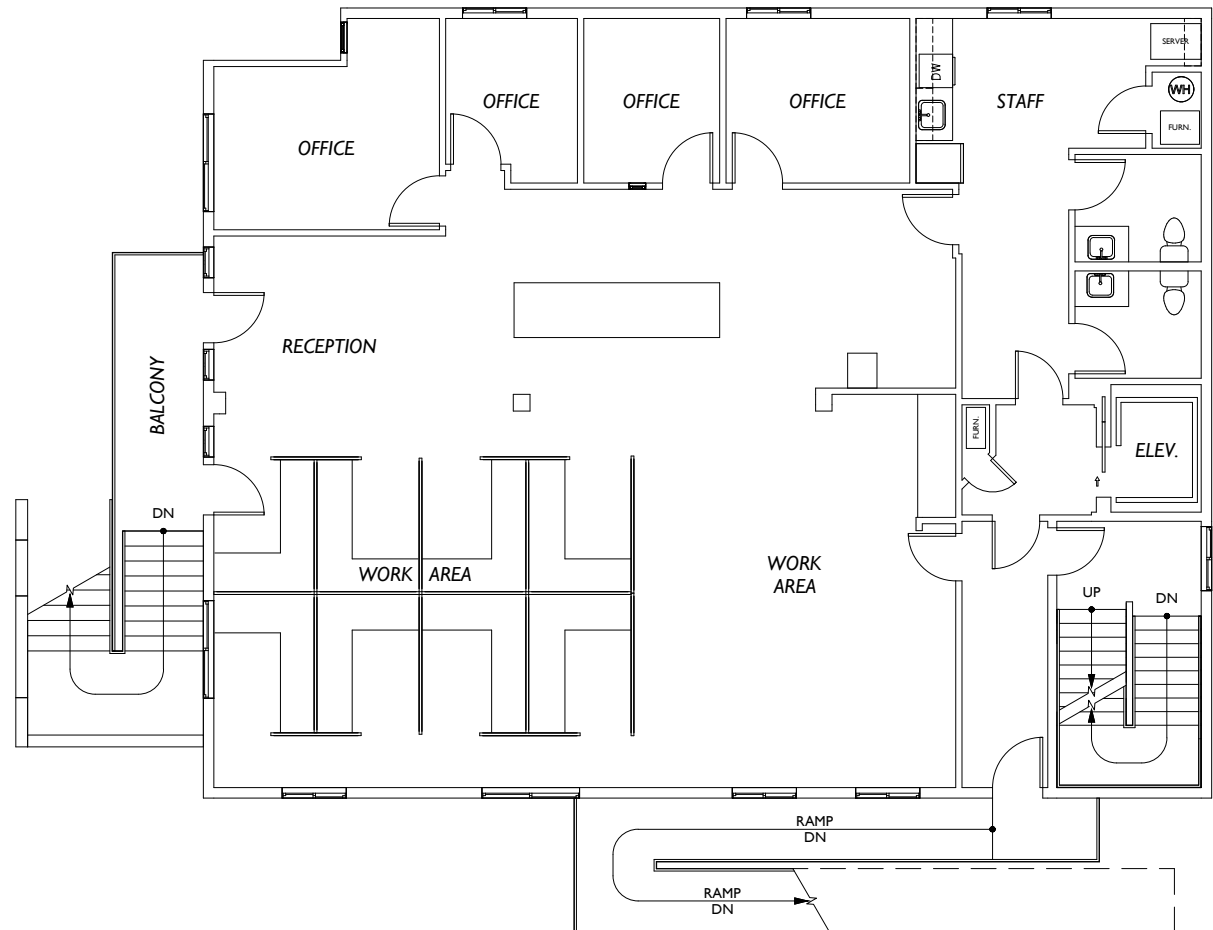 SERVER
DW
OFFICE
OFFICE
OFFICE
STAFF
WH
FURN.
OFFICE
RECEPTION
BALCONY
FURN.
ELEV.
DN
WORK AREA
WORK
AREA
UP
DN
RAMP
DN
RAMP
DN